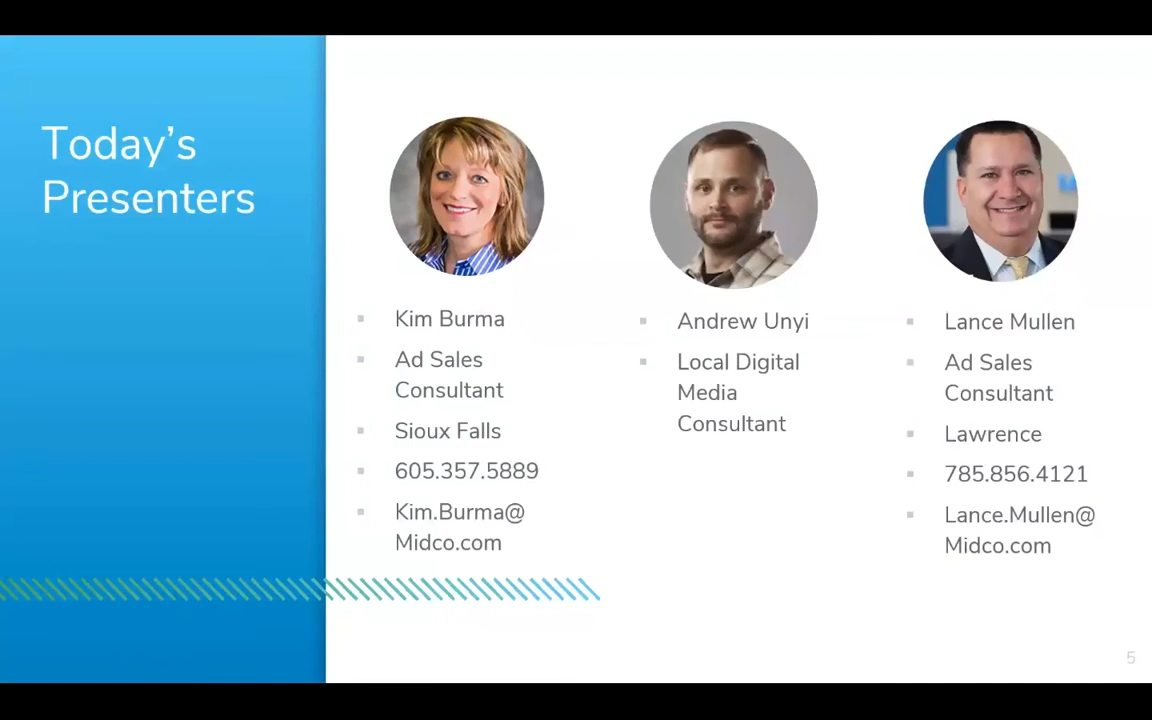 Today's
Presenters
Kim Burma
Ad Sales
Consultant
Sioux Falls
605.357.5889
Kim.Burma@
Midco.com
Andrew Unyi
Local Digital
Media
Consultant
Lance Mullen
Ad Sales
Consultant
Lawrence
785.856.4121
Lance.Mullen@
Midco.com
5